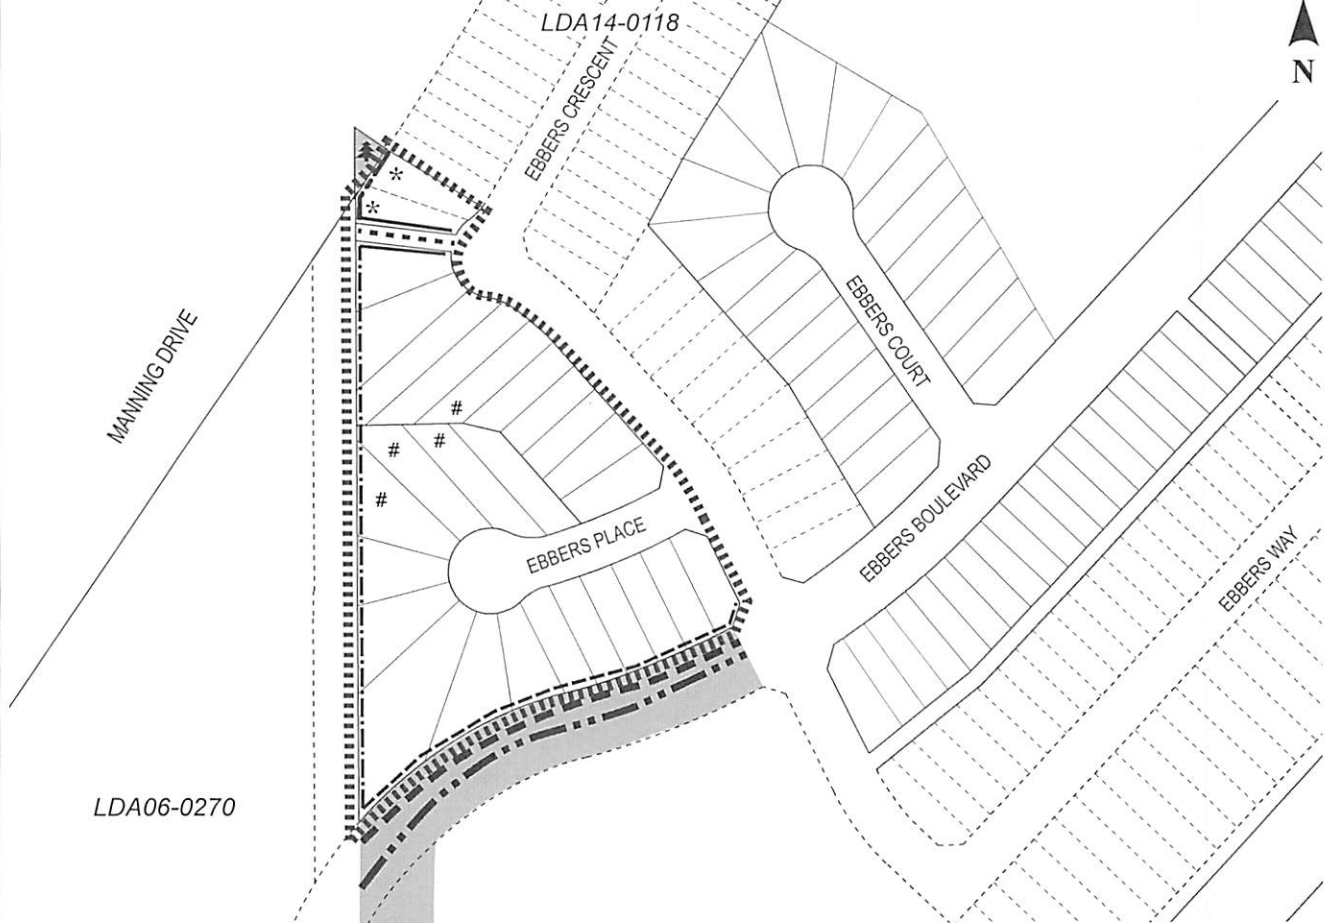 LDA14-0118
N
EBBERS CRESCENT
*
*
MANNING DRIVE
EBBERS COURT
#
#
#
#
EBBERS BOULEVARD
EBBERS PLACE
EBBERS WAY
LDA06-0270